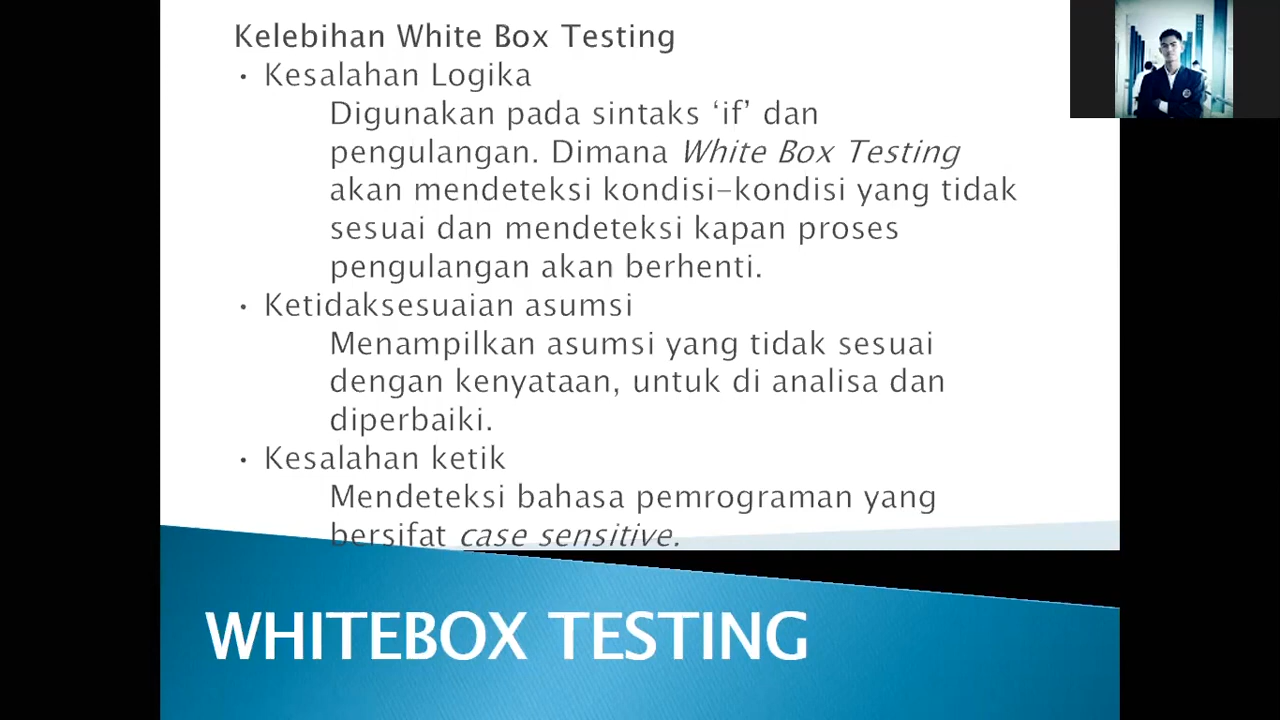 Kelebihan White Box Testing
• Kesalahan Logika
Digunakan pada sintaks ‘if’ dan
pengulangan. Dimana White Box Testing
akan mendeteksi kondisi-kondisi yang tidak
sesuai dan mendeteksi kapan proses
pengulangan akan berhenti.
• Ketidaksesuaian asumsi
Menampilkan asumsi yang tidak sesuai
dengan kenyataan, untuk di analisa dan
diperbaiki.
• Kesalahan ketik
Mendeteksi bahasa pemrograman yang
bersifat case sensitive.
WHITEBOX TESTING